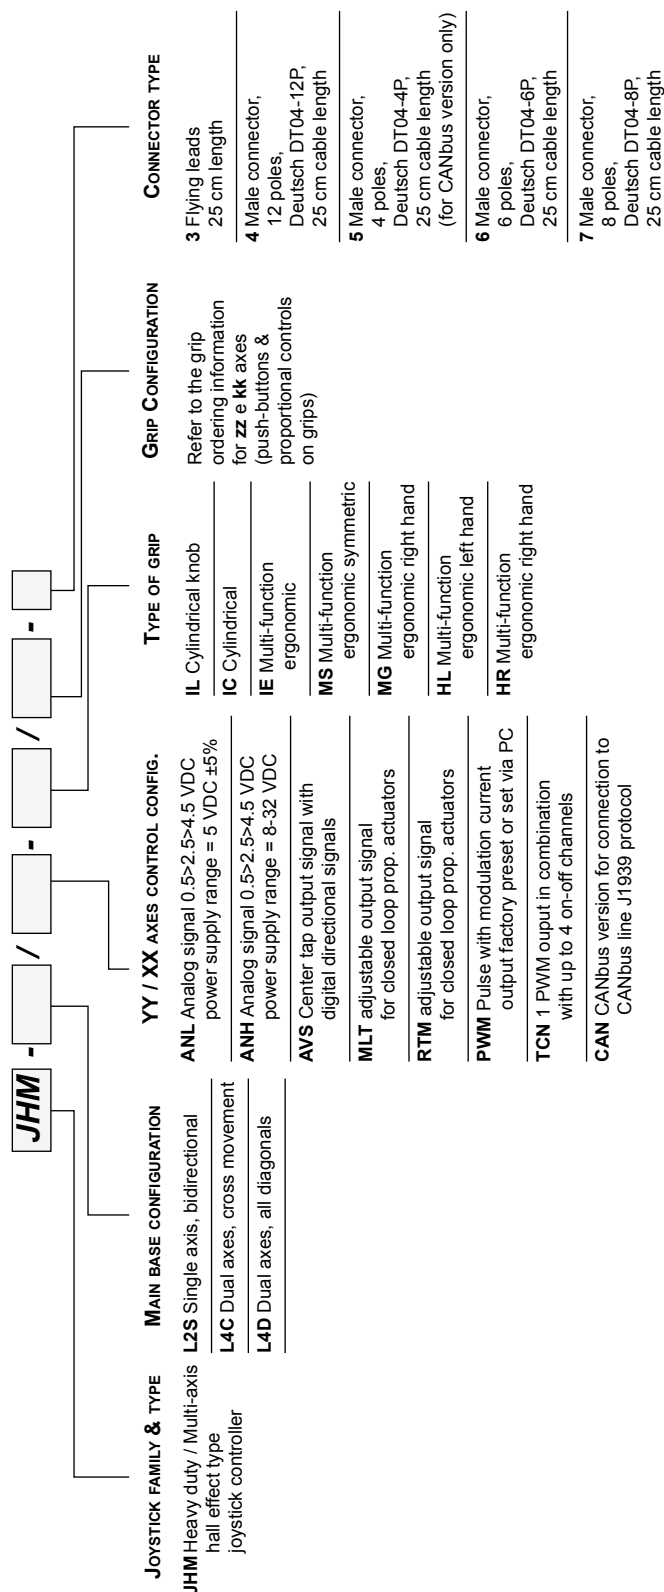 JHM - / - / -
JOYSTICK FAMILY & TYPE
JHM Heavy duty / Multi-axis
hall effect type
joystick controller
MAIN BASE CONFIGURATION
L2S Single axis, bidirectional
L4C Dual axes, cross movement
L4D Dual axes, all diagonals
YY / XX AXES CONTROL CONFIG.
ANL Analog signal 0.5>2.5>4.5 VDC
power supply range = 5 VDC ±5%
ANH Analog signal 0.5>2.5>4.5 VDC
power supply range = 8-32 VDC
AVS Center tap output signal with
digital directional signals
MLT adjustable output signal
for closed loop prop. actuators
RTM adjustable output signal
for closed loop prop. actuators
PWM Pulse with modulation current
output factory preset or set via PC
TCN 1 PWM ouput in combination
with up to 4 on-off channels
CAN CANbus version for connection to
CANbus line J1939 protocol
TYPE OF GRIP
IL Cylindrical knob
IC Cylindrical
IE Multi-function
ergonomic
MS Multi-function
ergonomic symmetric
MG Multi-function
ergonomic right hand
HL Multi-function
ergonomic left hand
HR Multi-function
ergonomic right hand
GRIP CONFIGURATION
Refer to the grip
ordering information
for zz e kk axes
(push-buttons &
proportional controls
on grips)
CONNECTOR TYPE
3 Flying leads
25 cm length
4 Male connector,
12 poles,
Deutsch DT04-12P,
25 cm cable length
5 Male connector,
4 poles,
Deutsch DT04-4P,
25 cm cable length
(for CANbus version only)
6 Male connector,
6 poles,
Deutsch DT04-6P,
25 cm cable length
7 Male connector,
8 poles,
Deutsch DT04-8P,
25 cm cable length